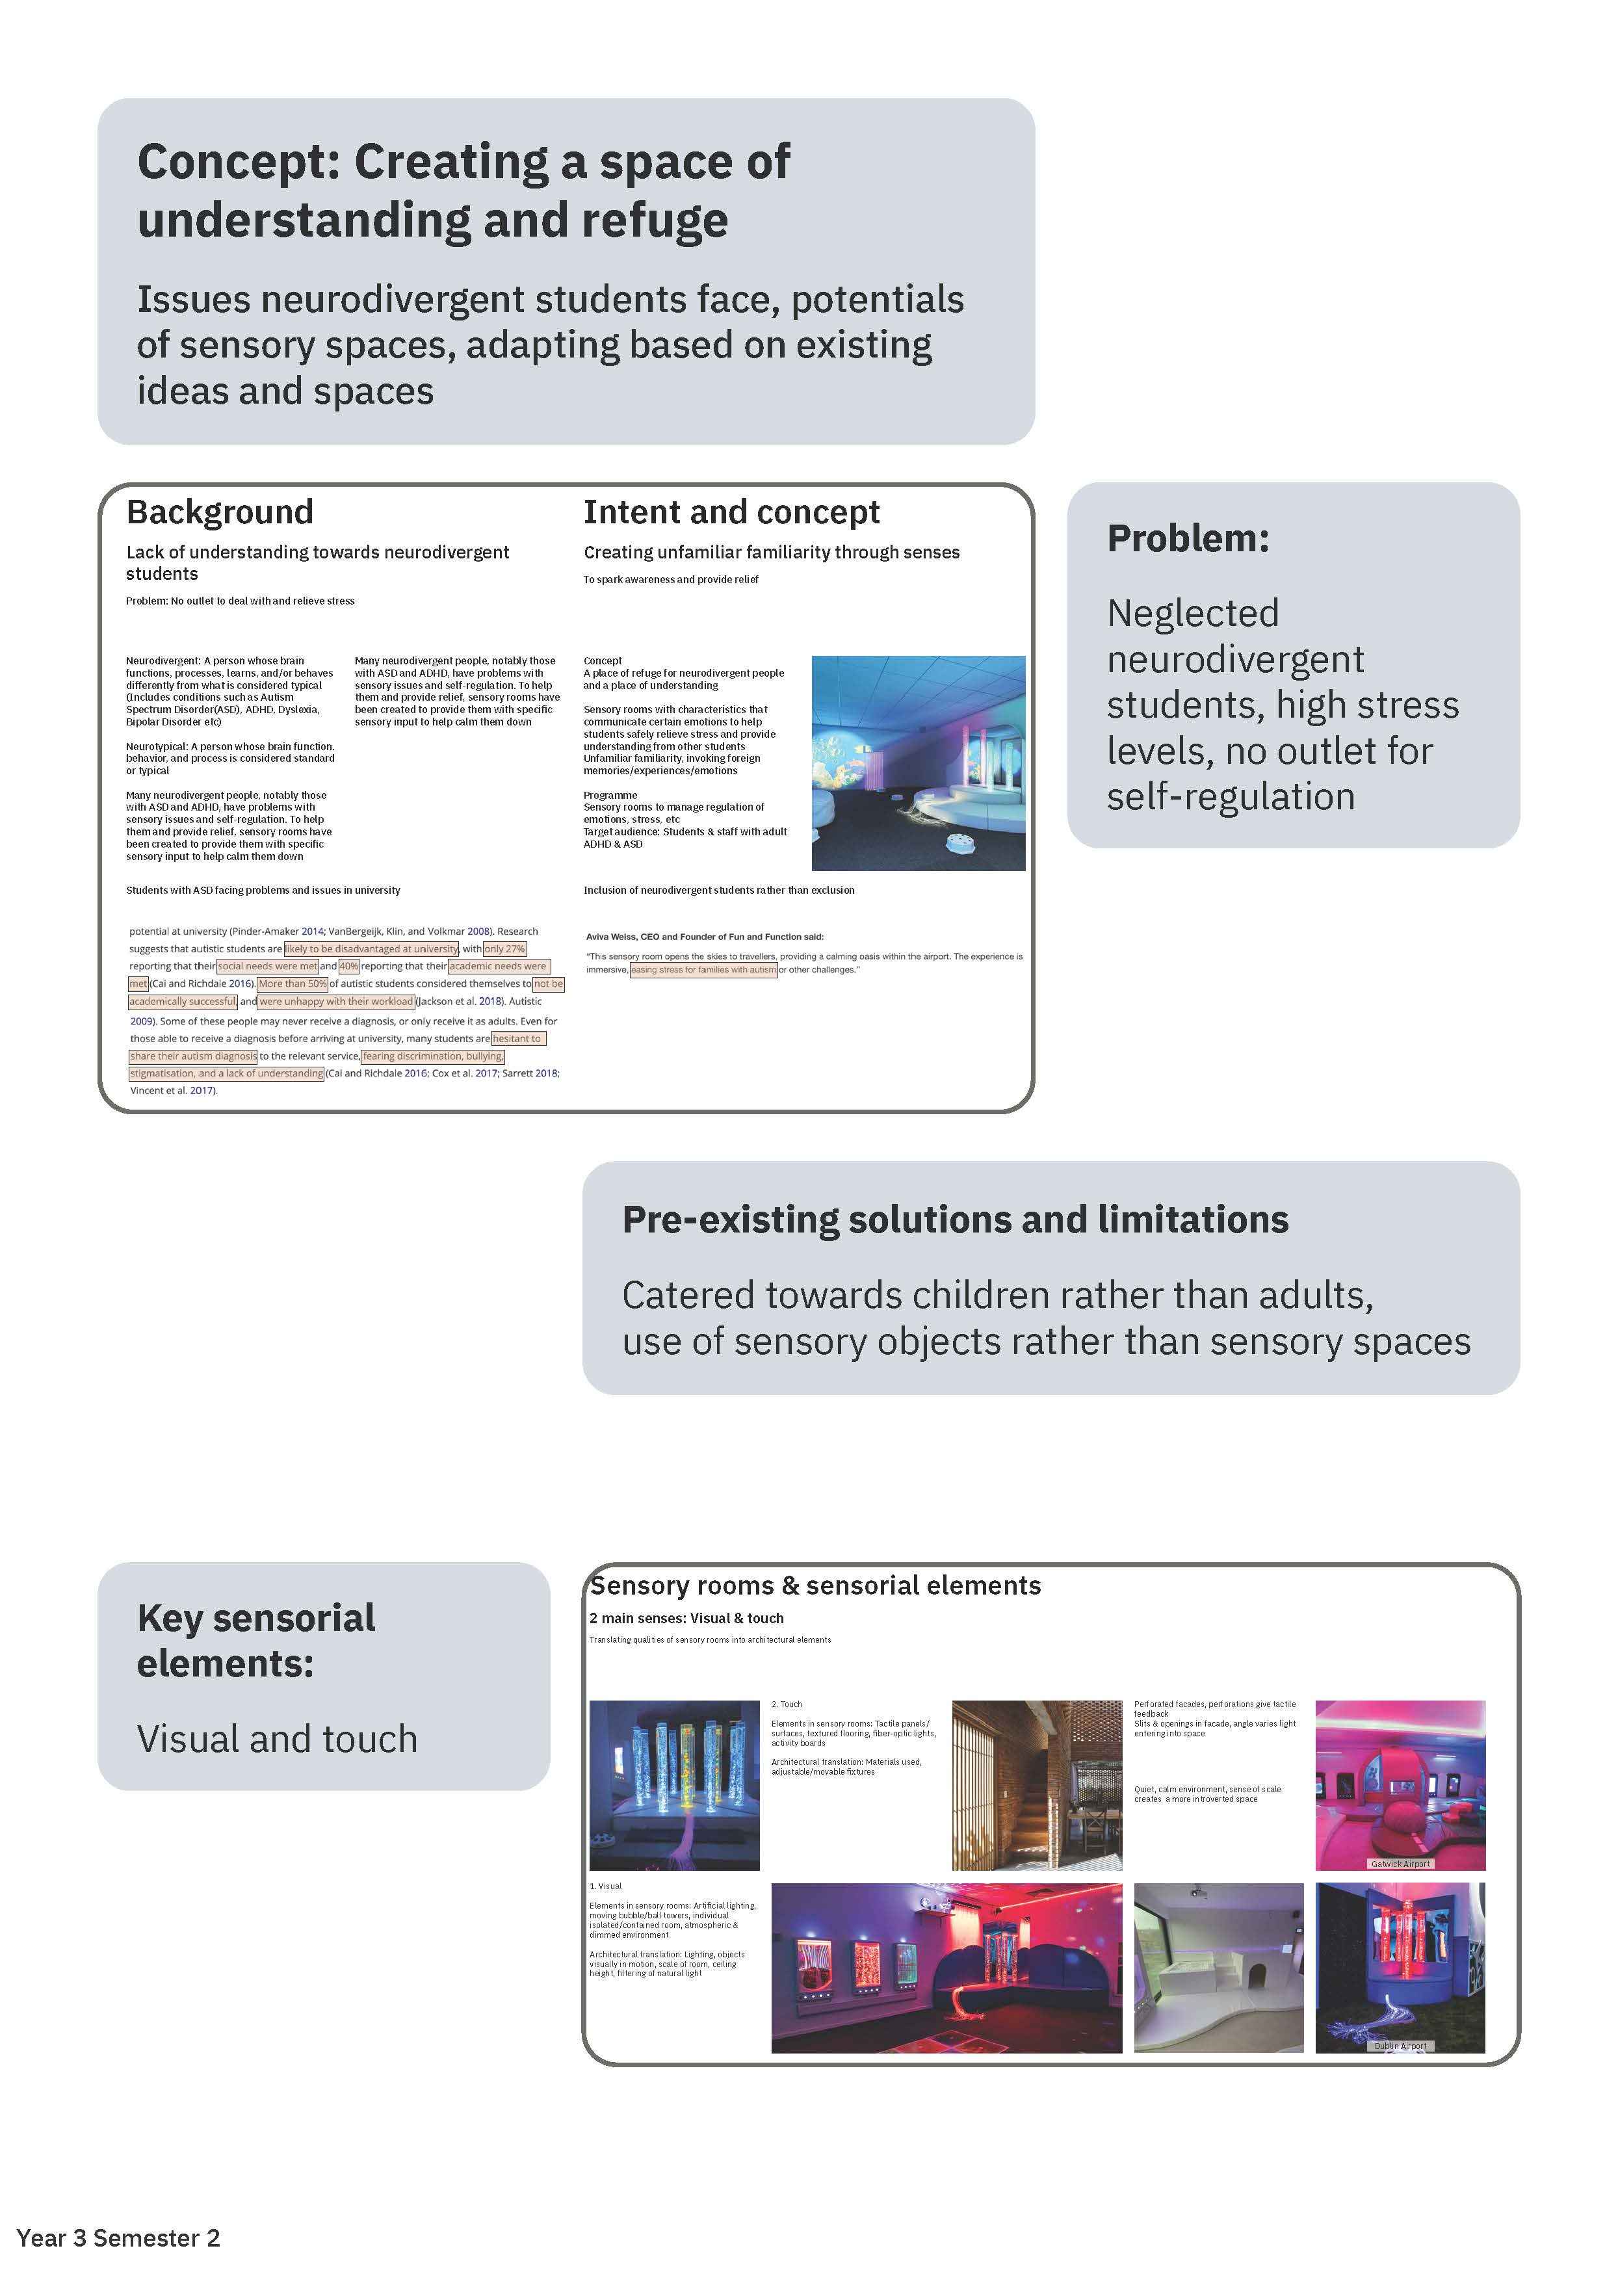 Concept: Creating a space of
understanding and refuge
Issues neurodivergent students face, potentials
of sensory spaces, adapting based on existing
ideas and spaces
Background
Lack of understanding towards neurodivergent
students
Problem: No outlet to deal with and relieve stress
Neurodivergent: A person whose brain
functions, processes, learns, and/or behaves
differently from what is considered typical
(Includes conditions such as Autism
Spectrum Disorder(ASD), ADHD, Dyslexia,
Bipolar Disorder etc)
Neurotypical: A person whose brain function.
behavior, and process is considered standard
or typical
Many neurodivergent people, notably those
with ASD and ADHD, have problems with
sensory issues and self-regulation. To help
them and provide relief, sensory rooms have
been created to provide them with specific
sensory input to help calm them down
Many neurodivergent people, notably those
with ASD and ADHD, have problems with
sensory issues and self-regulation. To help
them and provide relief, sensory rooms have
been created to provide them with specific
sensory input to help calm them down
Students with ASD facing problems and issues in university
potential at university (Pinder-Amaker 2014; VanBergeijk, Klin, and Volkmar 2008). Research
suggests that autistic students are likely to be disadvantaged at university, with only 27%
reporting that their social needs were met and 40% reporting that their academic needs were
met (Cai and Richdale 2016). More than 50% of autistic students considered themselves to not be
academically successful, and were unhappy with their workload (Jackson et al. 2018). Autistic
2009). Some of these people may never receive a diagnosis, or only receive it as adults. Even for
those able to receive a diagnosis before arriving at university, many students are hesitant to
share their autism diagnosis to the relevant service, fearing discrimination, bullying,
stigmatisation, and a lack of understanding (Cai and Richdale 2016; Cox et al. 2017; Sarrett 2018;
Vincent et al. 2017).
Intent and concept
Creating unfamiliar familiarity through senses
To spark awareness and provide relief
Concept
A place of refuge for neurodivergent people
and a place of understanding
Sensory rooms with characteristics that
communicate certain emotions to help
students safely relieve stress and provide
understanding from other students
Unfamiliar familiarity, invoking foreign
memories/experiences/emotions
Programme
Sensory rooms to manage regulation of
emotions, stress, etc
Target audience: Students & staff with adult
ADHD & ASD
Inclusion of neurodivergent students rather than exclusion
Aviva Weiss, CEO and Founder of Fun and Function said:
"This sensory room opens the skies to travellers, providing a calming oasis within the airport. The experience is
immersive, easing stress for families with autism or other challenges."
Problem:
Neglected
neurodivergent
students, high stress
levels, no outlet for
self-regulation
Pre-existing solutions and limitations
Catered towards children rather than adults,
use of sensory objects rather than sensory spaces
Key sensorial
elements:
Visual and touch
Sensory rooms & sensorial elements
2 main senses: Visual & touch
Translating qualities of sensory rooms into architectural elements
2. Touch
Elements in sensory rooms: Tactile panels/
surfaces, textured flooring, fiber-optic lights,
activity boards
Architectural translation: Materials used,
adjustable/movable fixtures
Perforated facades, perforations give tactile
feedback
Slits & openings in facade, angle varies light
entering into space
Quiet, calm environment, sense of scale
creates a more introverted space
Gatwick Airport
1. Visual
Elements in sensory rooms: Artificial lighting,
moving bubble/ball towers, individual
isolated/contained room, atmospheric &
dimmed environment
Architectural translation: Lighting, objects
visually in motion, scale of room, ceiling
height, filtering of natural light
Dublin Airport
Year 3 Semester 2